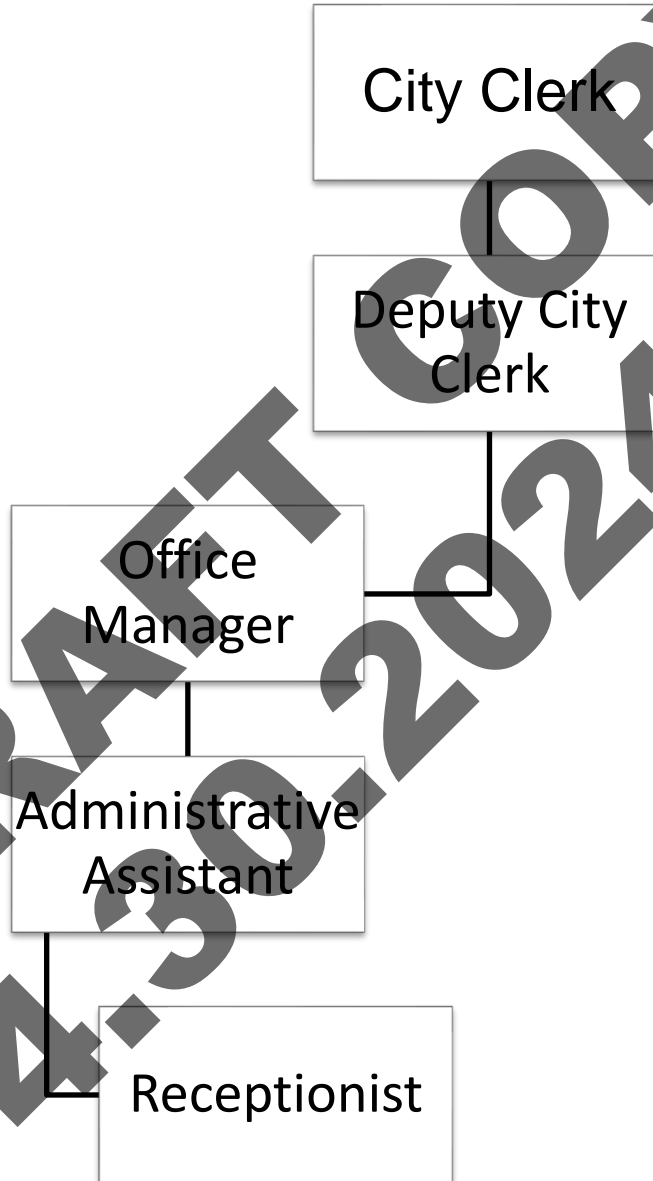 City Clerk
Deputy City
Clerk
Office
Manager
Administrative
Assistant
Receptionist